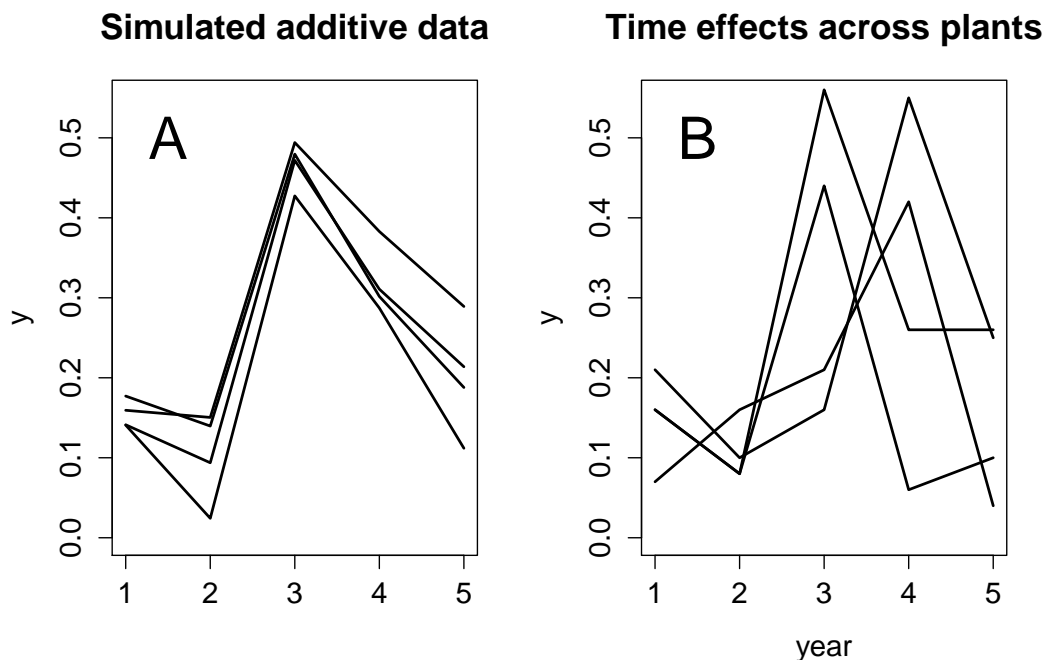 Simulated additive data
A
y
0.0 0.1 0.2 0.3 0.4 0.5
1 2 3 4 5
Time effects across plants
B
y
0.0 0.1 0.2 0.3 0.4 0.5
1 2 3 4 5
year